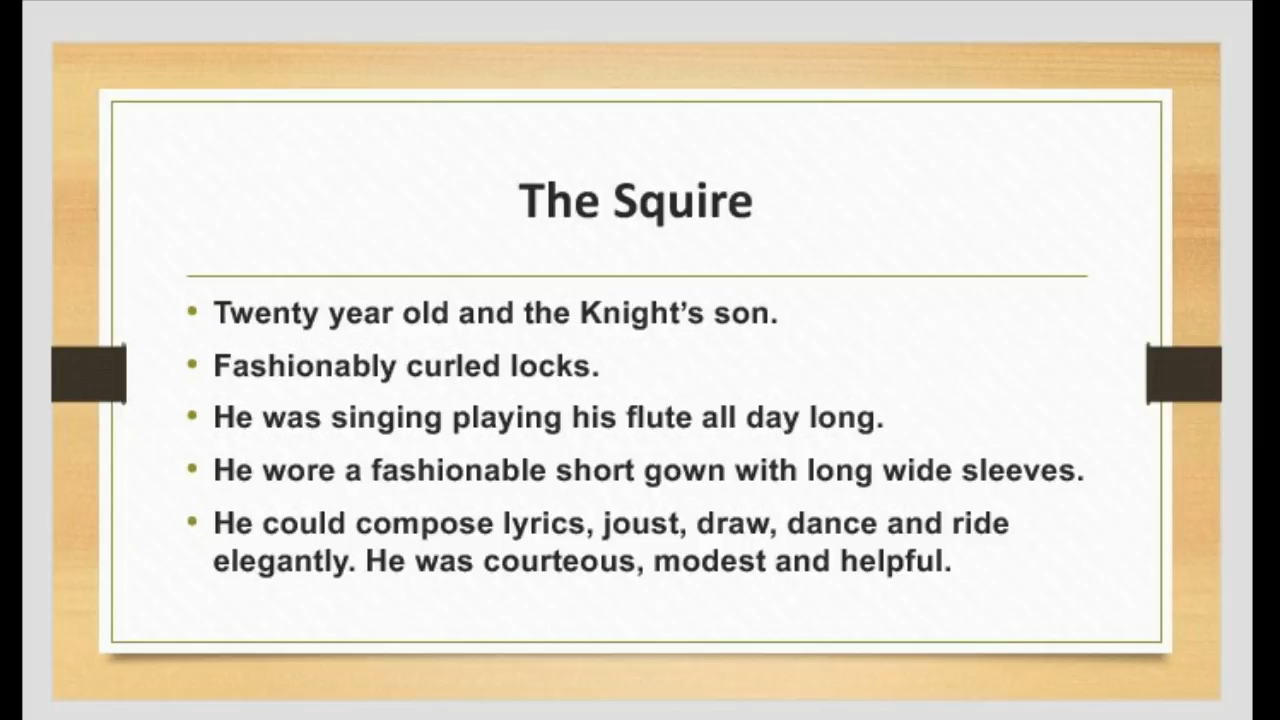 The Squire
• Twenty year old and the Knight’s son.
• Fashionably curled locks.
• He was singing playing his flute all day long.
• He wore a fashionable short gown with long wide sleeves.
• He could compose lyrics, joust, draw, dance and ride
elegantly. He was courteous, modest and helpful.